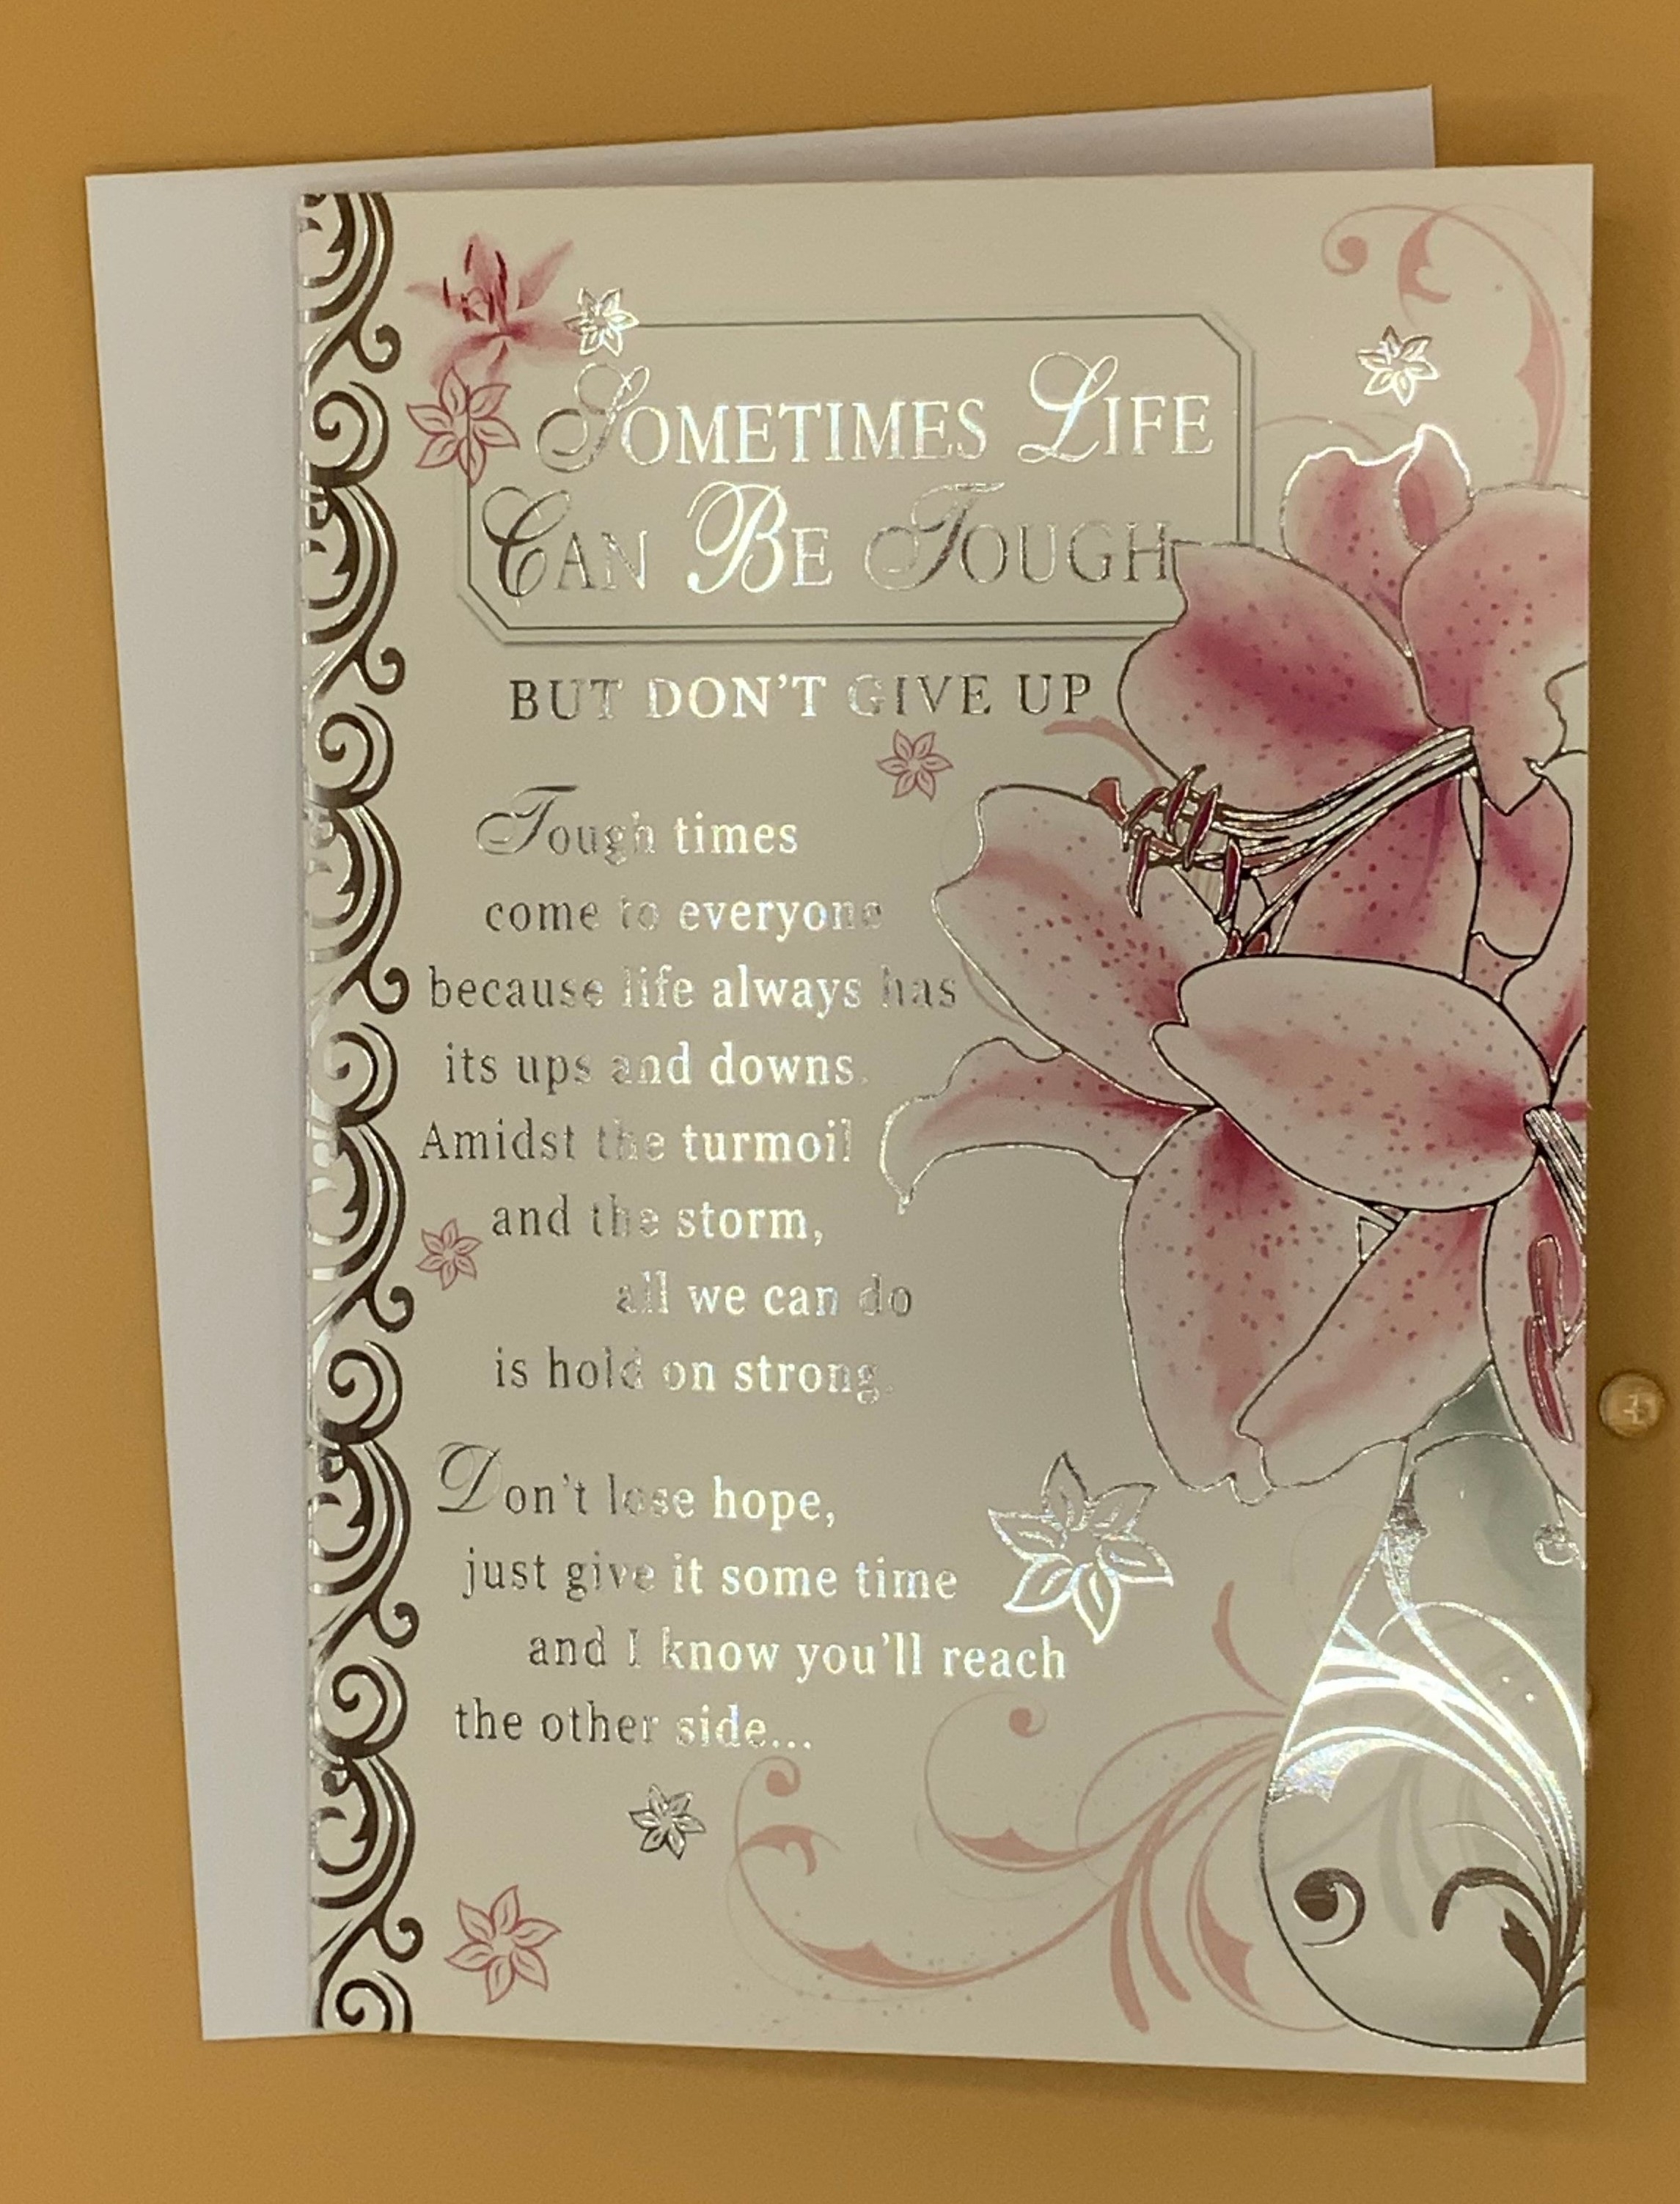 Sometimes Life
Can Be Tough
BUT DON'T GIVE UP
Tough times
come to everyone
because life always has
its ups and downs.
Amidst the turmoil
and the storm,
all we can do
is hold on strong.
Don't lose hope,
just give it some time
and I know you'll reach
the other side...